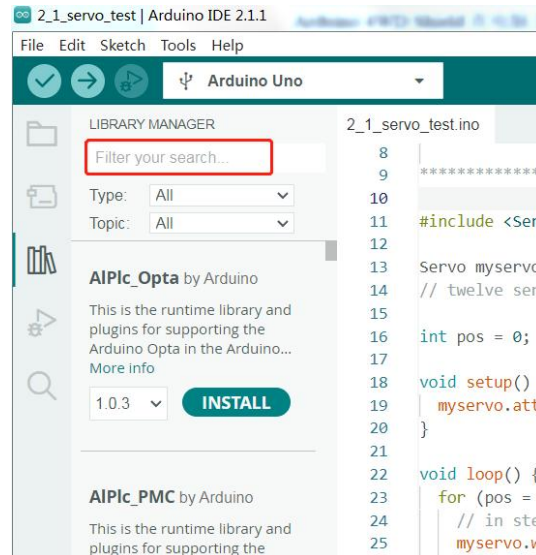 2_1_servo_test | Arduino IDE 2.1.1
File Edit Sketch Tools Help
Arduino Uno
LIBRARY MANAGER
Filter your search...
Type: All
Topic: All
AIPlc_Opta by Arduino
This is the runtime library and
plugins for supporting the
Arduino Opta in the Arduino...
More info
1.0.3 INSTALL
AIPlc_PMC by Arduino
This is the runtime library and
plugins for supporting the
2_1_servo_test.ino
8
9 *************
10
11 #include <Ser
12
13 Servo myservo
14 // twelve ser
15
16 int pos = 0;
17
18 void setup()
19 myservo.att
20 }
21
22 void loop() {
23 for (pos =
24 // in ste
25 myservo.w